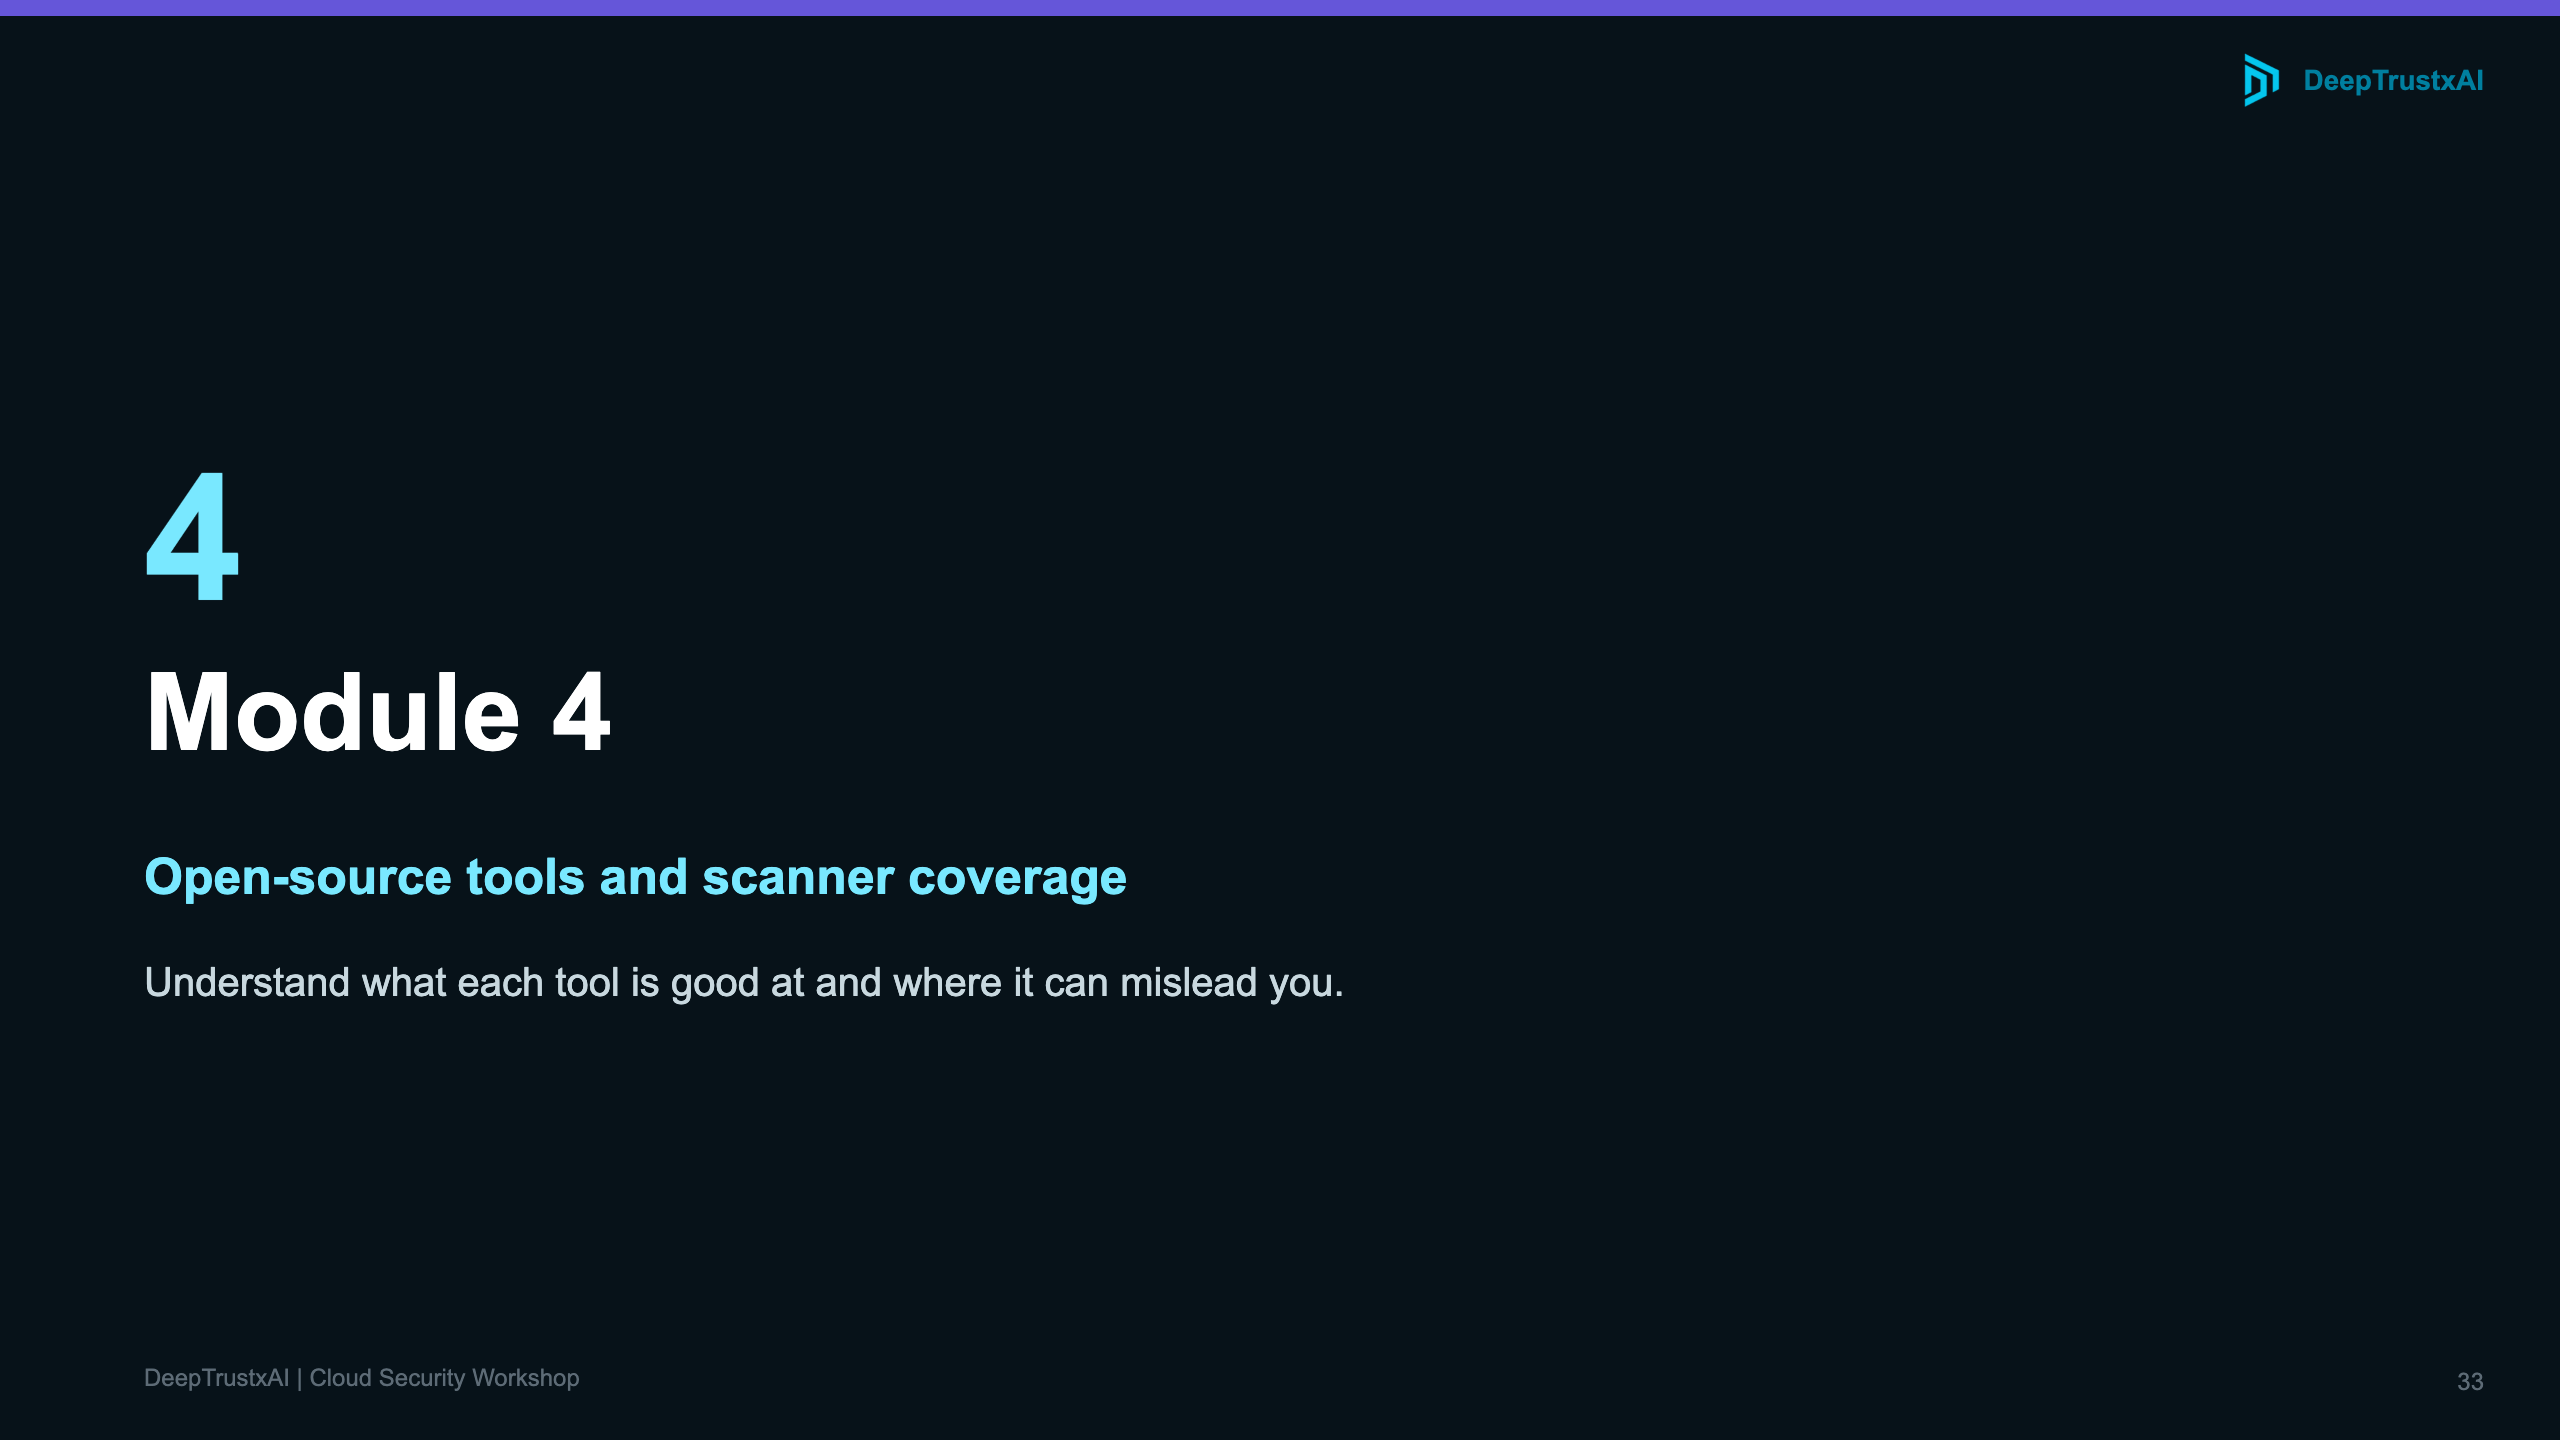 DeepTrustxAI
4
Module 4
Open-source tools and scanner coverage
Understand what each tool is good at and where it can mislead you.
DeepTrustxAI | Cloud Security Workshop
33